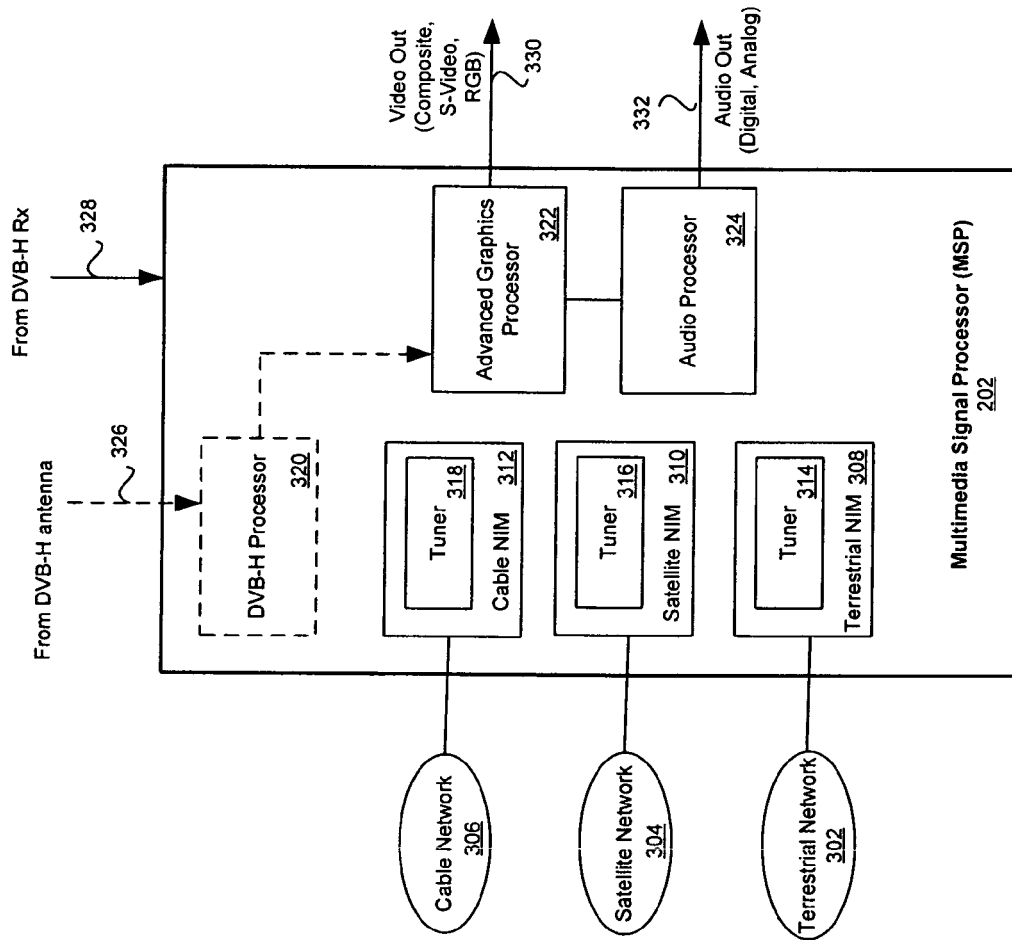 From DVB-H antenna
326
From DVB-H Rx
328
DVB-H Processor
320
Cable Network
306
Tuner
318
Cable NIM
312
Satellite Network
304
Tuner
316
Satellite NIM
310
Terrestrial Network
302
Tuner
314
Terrestrial NIM
308
Advanced Graphics
Processor
322
Audio Processor
324
Video Out
(Composite,
S-Video,
RGB)
330
332
Audio Out
(Digital, Analog)
Multimedia Signal Processor (MSP)
202